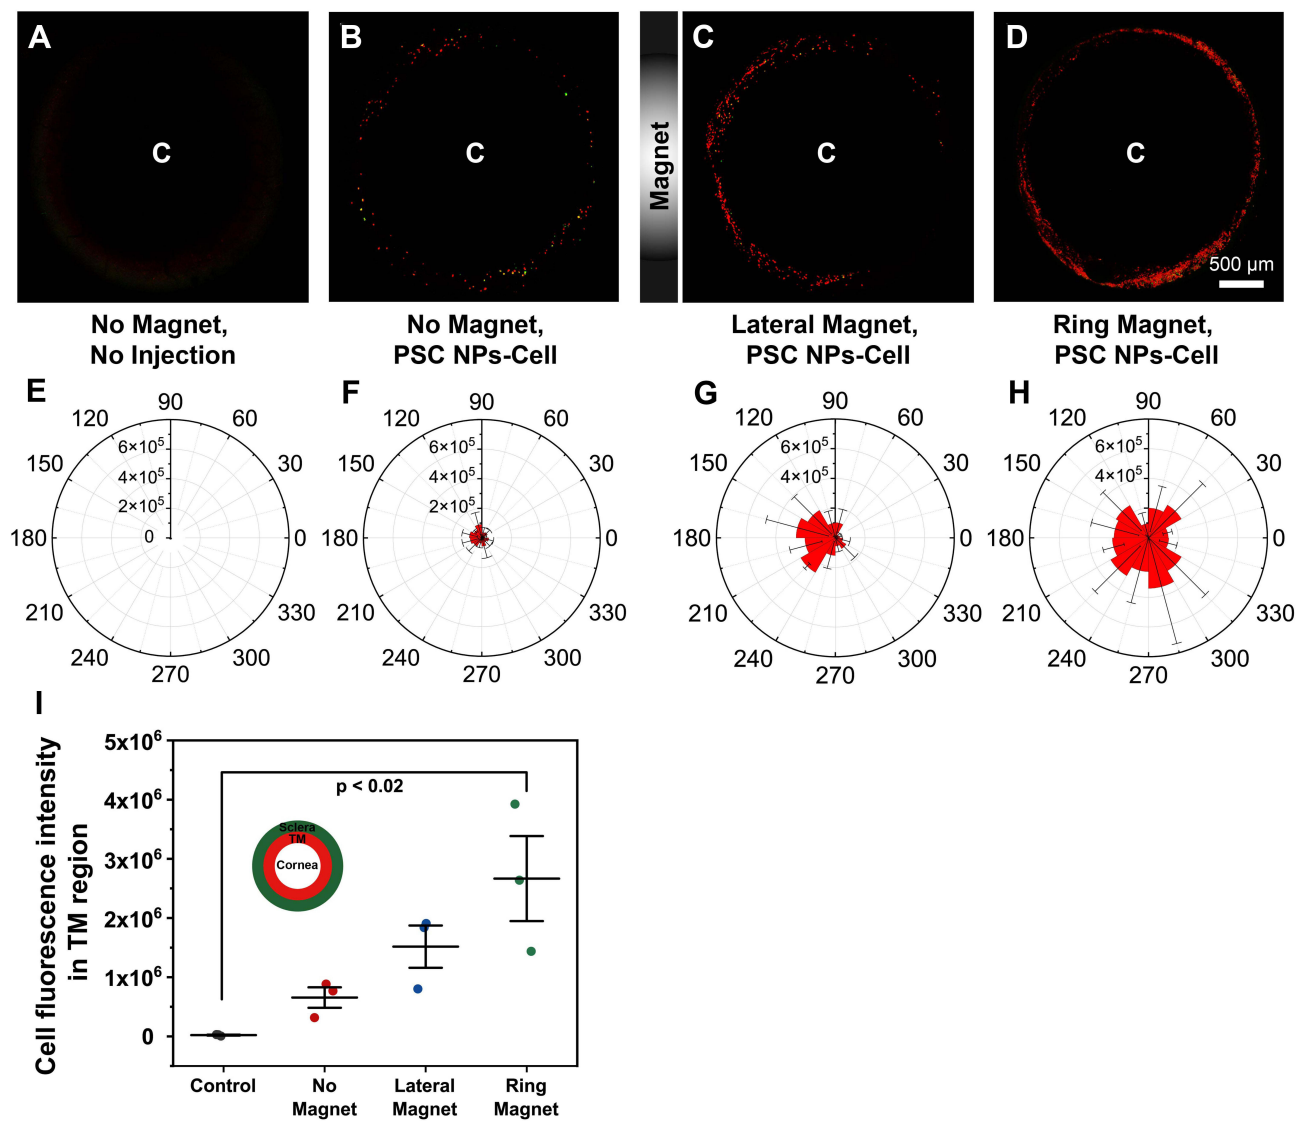 A
B
C
D
C
C
Magnet
C
C
500 µm
No Magnet,
No Injection
No Magnet,
PSC NPs-Cell
Lateral Magnet,
PSC NPs-Cell
Ring Magnet,
PSC NPs-Cell
E
90
120
60
6×10⁵
150
30
4×10⁵
2×10⁵
180
0
0
210
330
240
300
270
F
90
120
60
6×10⁵
150
30
4×10⁵
2×10⁵
180
0
210
330
240
300
270
G
90
120
60
6×10⁵
150
30
4×10⁵
2×10⁵
180
0
210
330
240
300
270
H
90
120
60
6×10⁵
150
30
4×10⁵
180
0
210
330
240
300
270
I
Cell fluorescence intensity
in TM region
5x10⁶
4x10⁶
3x10⁶
2x10⁶
1x10⁶
0
p < 0.02
Sclera
TM
Cornea
Control
No
Magnet
Lateral
Magnet
Ring
Magnet